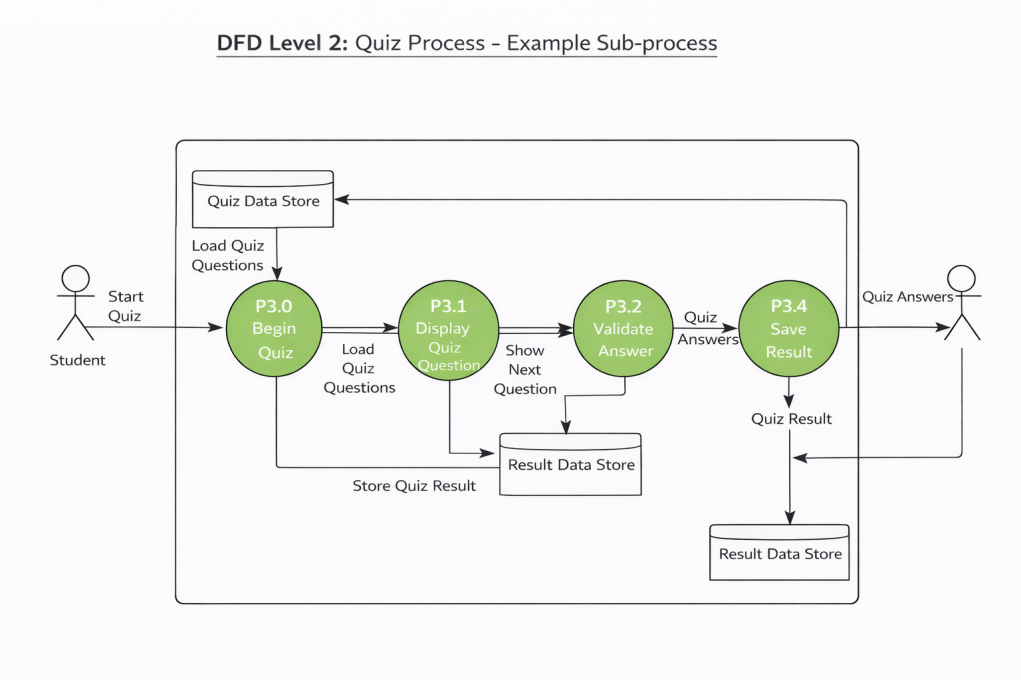 DFD Level 2: Quiz Process - Example Sub-process
Quiz Data Store
Load Quiz
Questions
Start
Quiz
Student
P3.0
Begin
Quiz
Load
Quiz
Questions
P3.1
Display
Quiz
Question
Show
Next
Question
P3.2
Validate
Answer
Quiz
Answers
P3.4
Save
Result
Quiz Answers
Quiz Result
Result Data Store
Store Quiz Result
Result Data Store